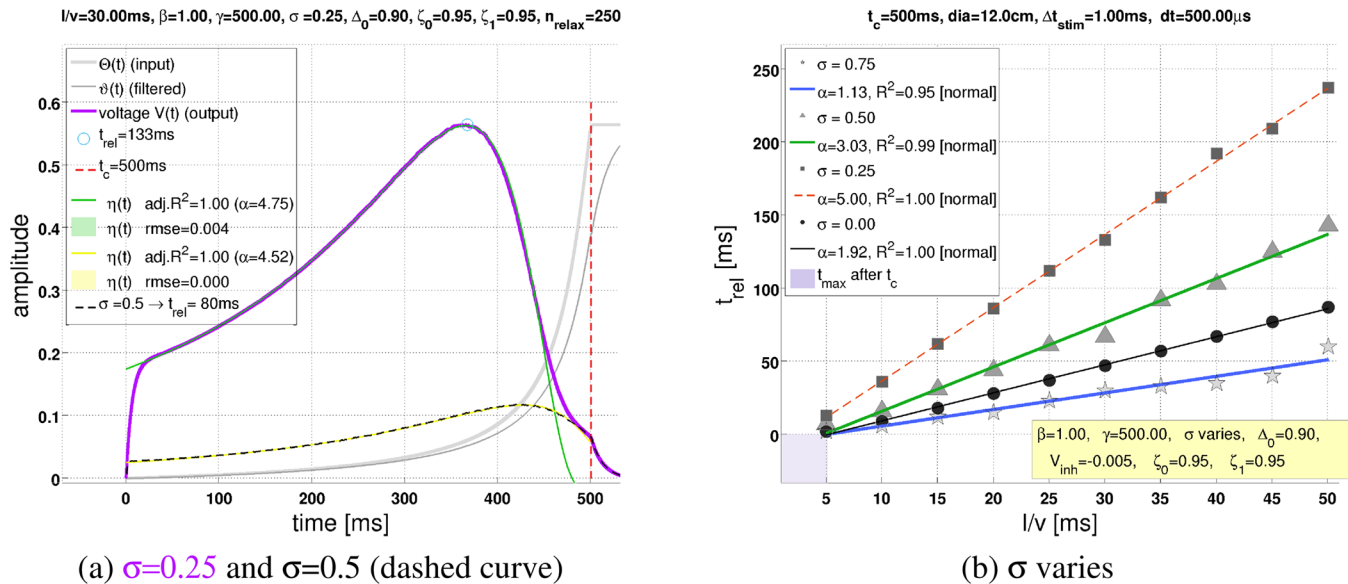 l/v=30.00ms, β=1.00, γ=500.00, σ =0.25, Δ0=0.90, ζ0=0.95, ζ1=0.95, nrelax=250
Θ(t) (input)
ϑ(t) (filtered)
voltage V(t) (output)
trel=133ms
tc=500ms
η(t) adj.R²=1.00 (α=4.75)
η(t) rmse=0.004
η(t) adj.R²=1.00 (α=4.52)
η(t) rmse=0.000
σ =0.5 → trel= 80ms
amplitude
0.6
0.5
0.4
0.3
0.2
0.1
0
0 100 200 300 400 500
time [ms]
(a) σ=0.25 and σ=0.5 (dashed curve)
tc=500ms, dia=12.0cm, Δtstim=1.00ms, dt=500.00μs
σ = 0.75
α=1.13, R²=0.95 [normal]
σ = 0.50
α=3.03, R²=0.99 [normal]
σ = 0.25
α=5.00, R²=1.00 [normal]
σ = 0.00
α=1.92, R²=1.00 [normal]
tmax after tc
trel [ms]
250
200
150
100
50
0
β=1.00, γ=500.00, σ varies, Δ0=0.90,
Vinh=-0.005, ζ0=0.95, ζ1=0.95
5 10 15 20 25 30 35 40 45 50
l/v [ms]
(b) σ varies